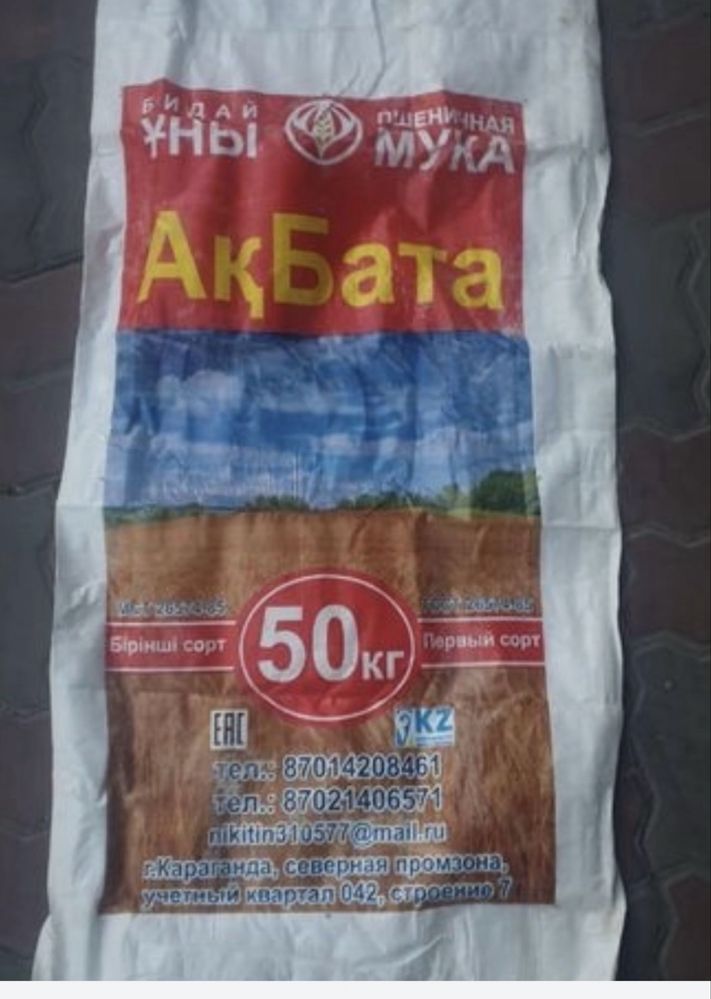 БИДАЙ
ҰНЫ
ПШЕНИЧНАЯ
МУКА
АқБата
50кг
Бірінші сорт
Первый сорт
ЕАС
KZ
тел.: 87014208461
тел.: 87021406571
nikitin310577@mail.ru
г.Караганда, северная промзона,
учетный квартал 042, строение 7